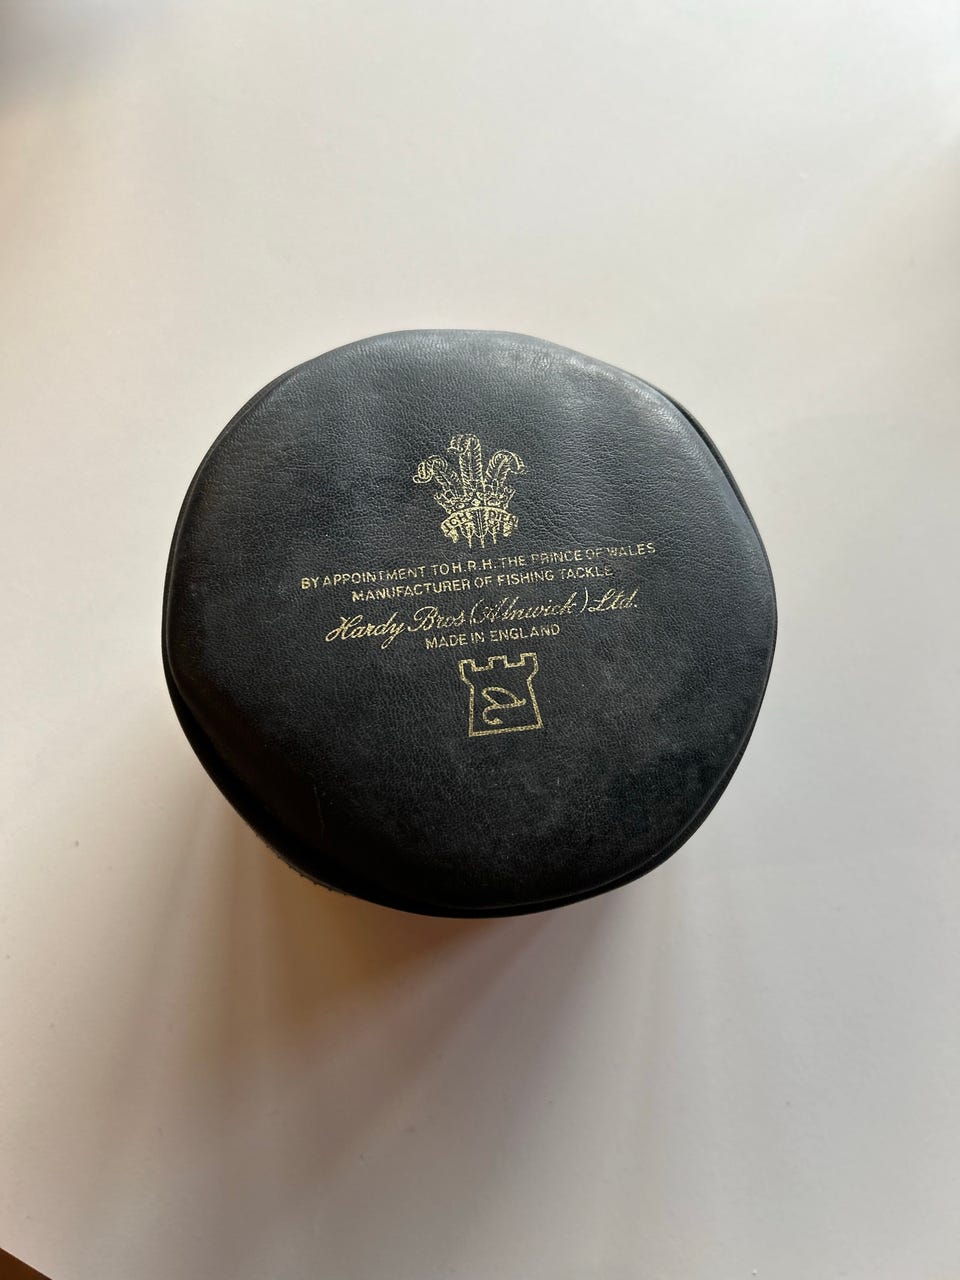 ICH DIEN
BY APPOINTMENT TO H.R.H. THE PRINCE OF WALES
MANUFACTURER OF FISHING TACKLE
Hardy Bros (Alnwick) Ltd.
MADE IN ENGLAND